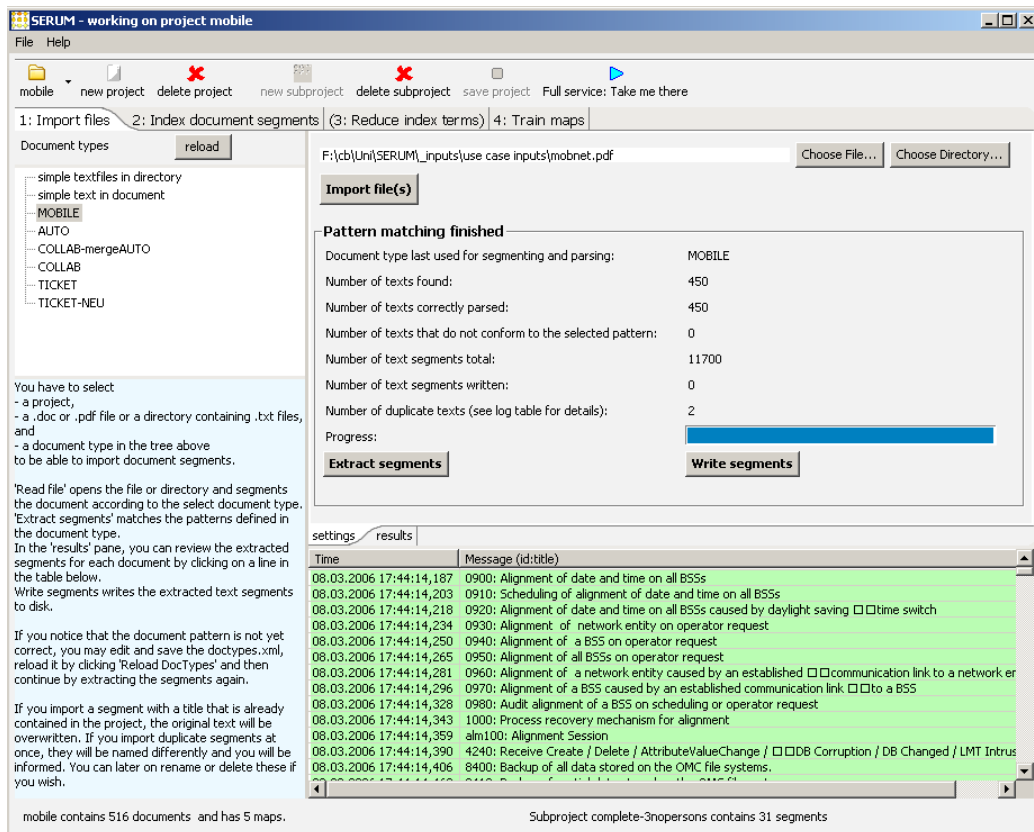 SERUM - working on project mobile
File Help
mobile new project delete project new subproject delete subproject save project Full service: Take me there
1: Import files 2: Index document segments (3: Reduce index terms) 4: Train maps
Document types reload
simple textfiles in directory
simple text in document
MOBILE
AUTO
COLLAB-mergeAUTO
COLLAB
TICKET
TICKET-NEU
You have to select
- a project,
- a .doc or .pdf file or a directory containing .txt files,
and
- a document type in the tree above
to be able to import document segments.
'Read file' opens the file or directory and segments
the document according to the select document type.
'Extract segments' matches the patterns defined in
the document type.
In the 'results' pane, you can review the extracted
segments for each document by clicking on a line in
the table below.
Write segments writes the extracted text segments
to disk.
If you notice that the document pattern is not yet
correct, you may edit and save the doctypes.xml,
reload it by clicking 'Reload DocTypes' and then
continue by extracting the segments again.
If you import a segment with a title that is already
contained in the project, the original text will be
overwritten. If you import duplicate segments at
once, they will be named differently and you will be
informed. You can later on rename or delete these if
you wish.
F:\cb\Uni\SERUM\_inputs\use case inputs\mobnet.pdf Choose File... Choose Directory...
Import file(s)
Pattern matching finished
Document type last used for segmenting and parsing: MOBILE
Number of texts found: 450
Number of texts correctly parsed: 450
Number of texts that do not conform to the selected pattern: 0
Number of text segments total: 11700
Number of text segments written: 0
Number of duplicate texts (see log table for details): 2
Progress:
Extract segments Write segments
settings results
Time Message (id:title)
08.03.2006 17:44:14,187 0900: Alignment of date and time on all BSSs
08.03.2006 17:44:14,203 0910: Scheduling of alignment of date and time on all BSSs
08.03.2006 17:44:14,218 0920: Alignment of date and time on all BSSs caused by daylight saving □□time switch
08.03.2006 17:44:14,234 0930: Alignment of network entity on operator request
08.03.2006 17:44:14,250 0940: Alignment of a BSS on operator request
08.03.2006 17:44:14,265 0950: Alignment of all BSSs on operator request
08.03.2006 17:44:14,281 0960: Alignment of a network entity caused by an established □□communication link to a network er
08.03.2006 17:44:14,296 0970: Alignment of a BSS caused by an established communication link □□to a BSS
08.03.2006 17:44:14,328 0980: Audit alignment of a BSS on scheduling or operator request
08.03.2006 17:44:14,343 1000: Process recovery mechanism for alignment
08.03.2006 17:44:14,359 alm100: Alignment Session
08.03.2006 17:44:14,390 4240: Receive Create / Delete / AttributeValueChange / □□DB Corruption / DB Changed / LMT Intrus
08.03.2006 17:44:14,406 8400: Backup of all data stored on the OMC file systems.
mobile contains 516 documents and has 5 maps. Subproject complete-3nopersons contains 31 segments